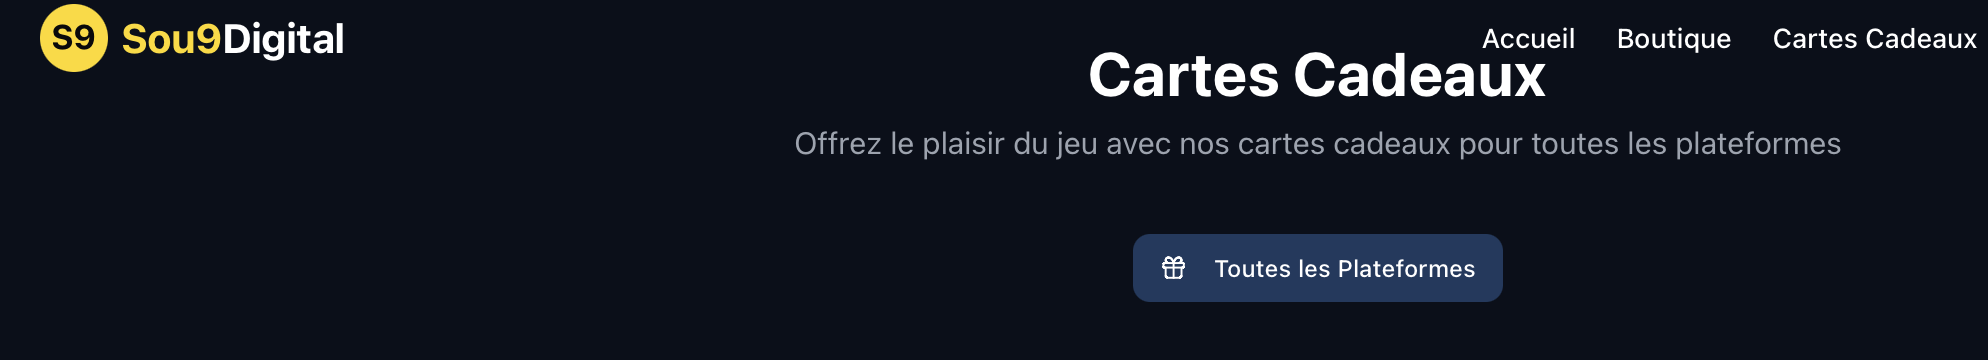 S9 Sou9Digital
Accueil Boutique Cartes Cadeaux
Cartes Cadeaux
Offrez le plaisir du jeu avec nos cartes cadeaux pour toutes les plateformes
Toutes les Plateformes